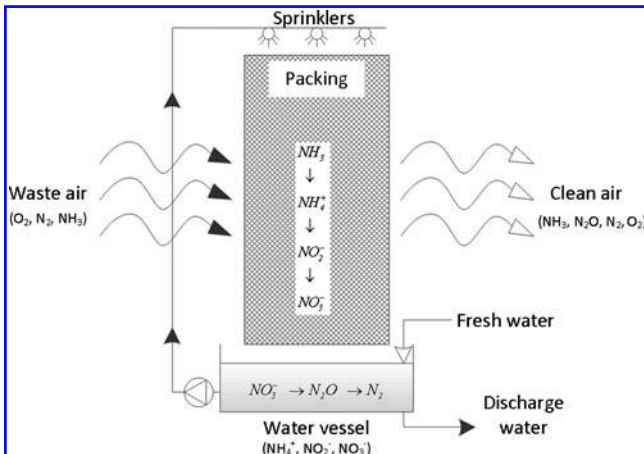 Sprinklers
Packing
NH₃
↓
NH₄⁺
↓
NO₂⁻
↓
NO₃⁻
Waste air
(O₂, N₂, NH₃)
Clean air
(NH₃, N₂O, N₂, O₂)
Fresh water
NO₃⁻ → N₂O → N₂
Discharge
water
Water vessel
(NH₄⁺, NO₂⁻, NO₃⁻)